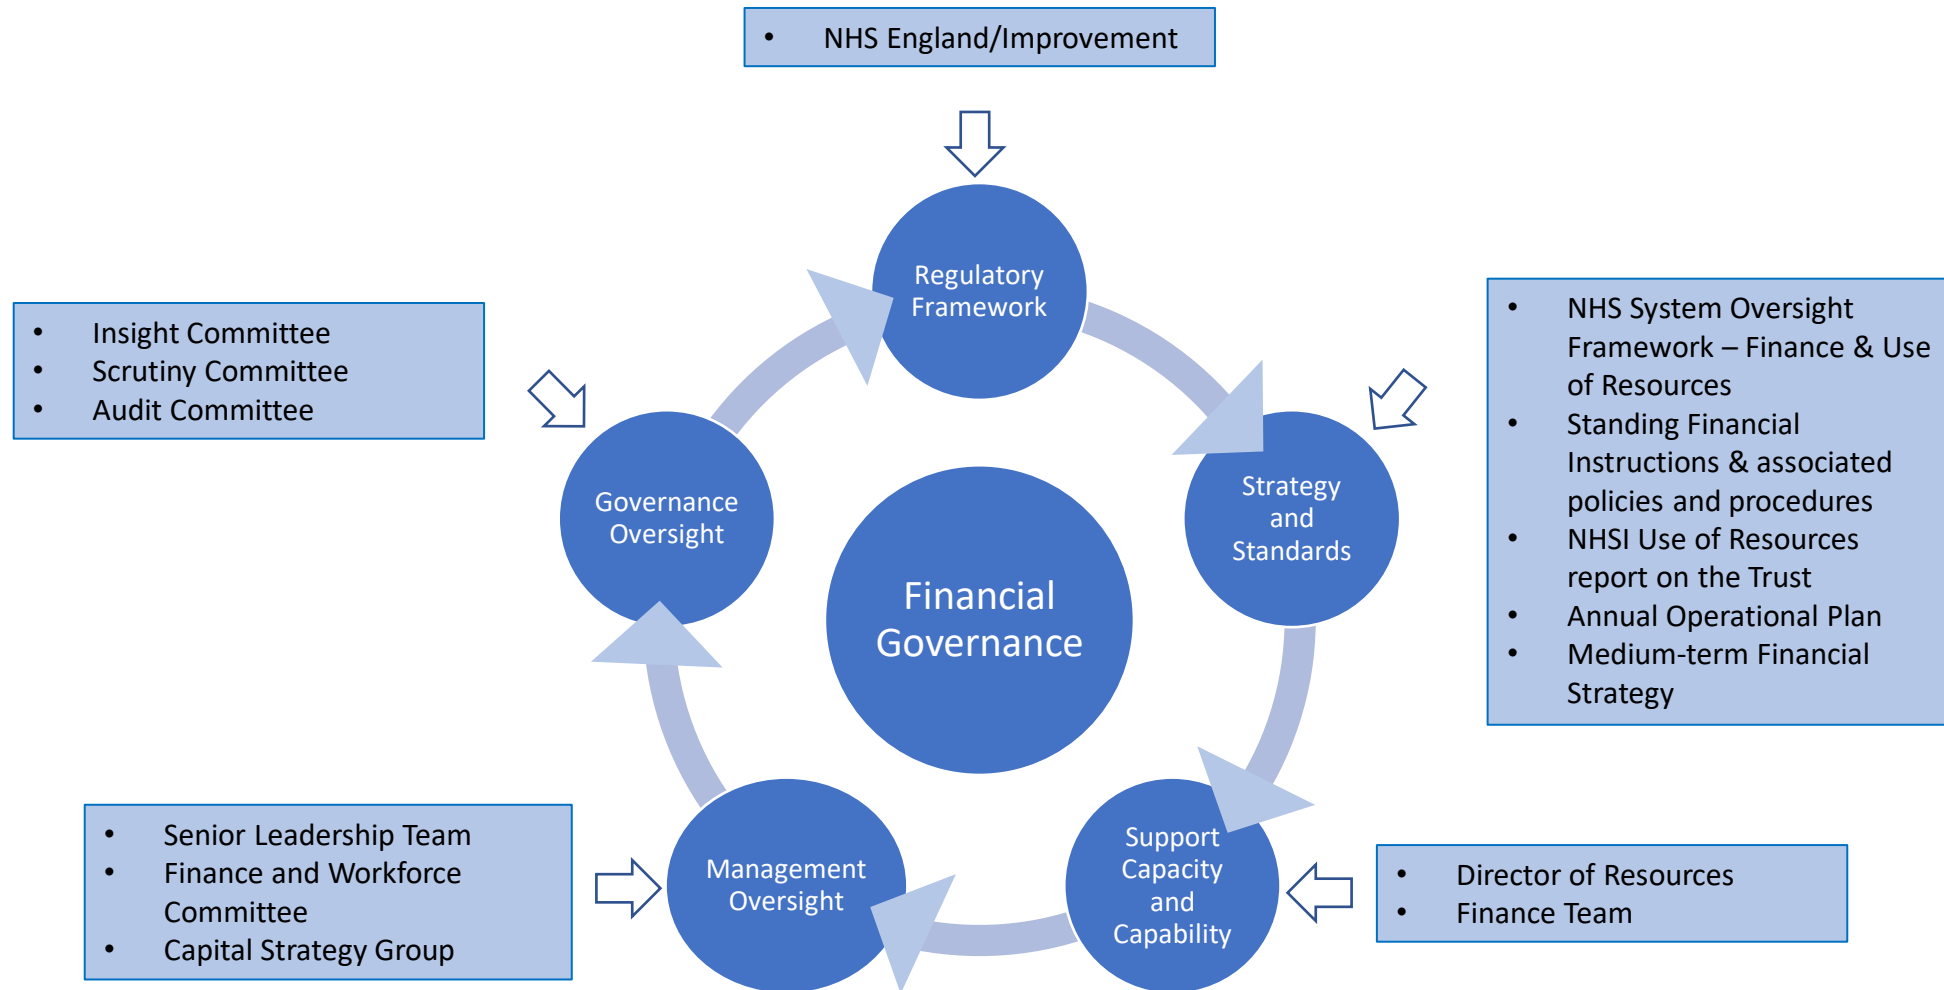 • NHS England/Improvement
Regulatory
Framework
• Insight Committee
• Scrutiny Committee
• Audit Committee
• NHS System Oversight
Framework – Finance & Use
of Resources
• Standing Financial
Instructions & associated
policies and procedures
• NHSI Use of Resources
report on the Trust
• Annual Operational Plan
• Medium-term Financial
Strategy
Governance
Oversight
Strategy
and
Standards
Financial
Governance
• Senior Leadership Team
• Finance and Workforce
Committee
• Capital Strategy Group
Management
Oversight
Support
Capacity
and
Capability
• Director of Resources
• Finance Team